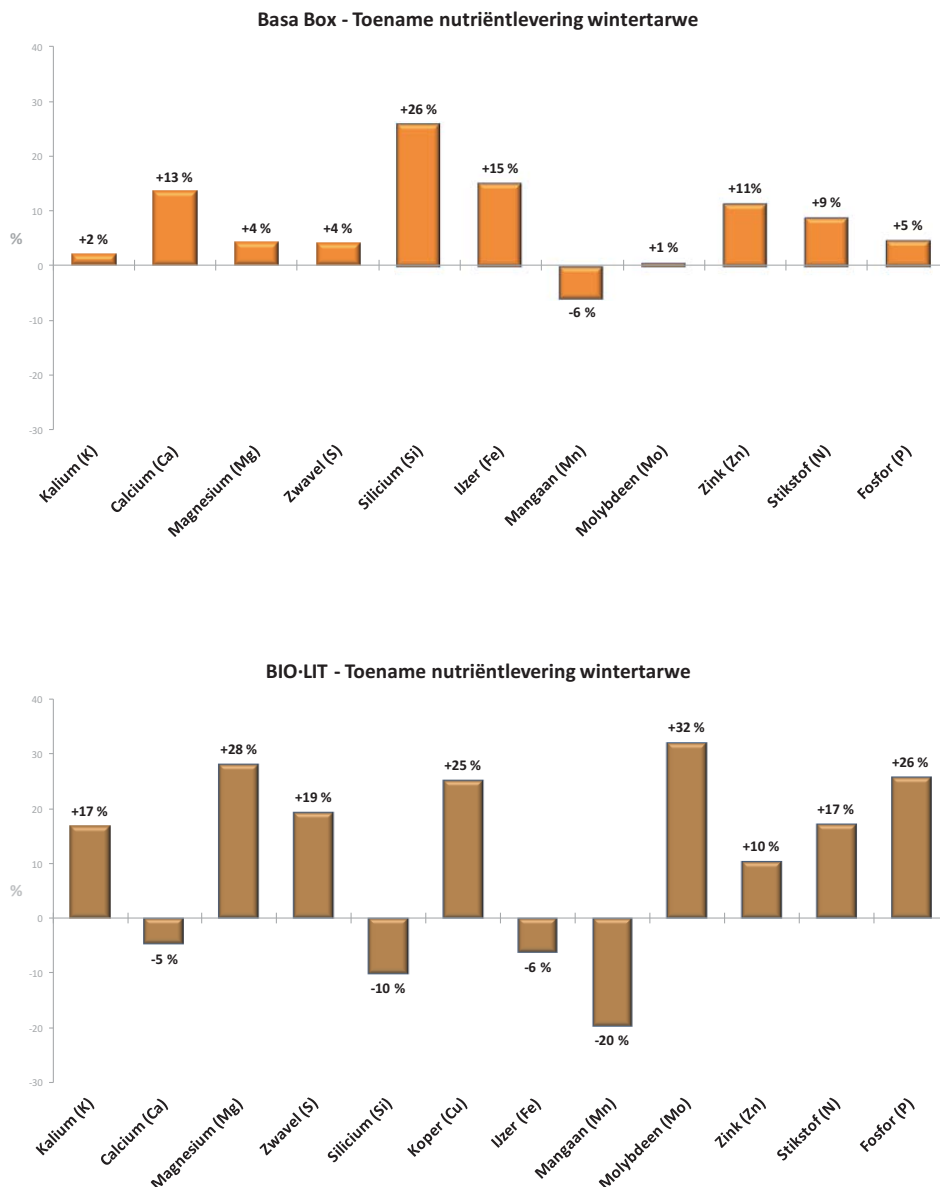 Basa Box - Toename nutriëntlevering wintertarwe
40
30
20
10
0
-10
-20
-30
%
+2 %
+13 %
+4 %
+4 %
+26 %
+15 %
-6 %
+1 %
+11%
+9 %
+5 %
Kalium (K)
Calcium (Ca)
Magnesium (Mg)
Zwavel (S)
Silicium (Si)
IJzer (Fe)
Mangaan (Mn)
Molybdeen (Mo)
Zink (Zn)
Stikstof (N)
Fosfor (P)
BIO·LIT - Toename nutriëntlevering wintertarwe
40
30
20
10
0
-10
-20
-30
%
+17 %
-5 %
+28 %
+19 %
-10 %
+25 %
-6 %
-20 %
+32 %
+10 %
+17 %
+26 %
Kalium (K)
Calcium (Ca)
Magnesium (Mg)
Zwavel (S)
Silicium (Si)
Koper (Cu)
IJzer (Fe)
Mangaan (Mn)
Molybdeen (Mo)
Zink (Zn)
Stikstof (N)
Fosfor (P)